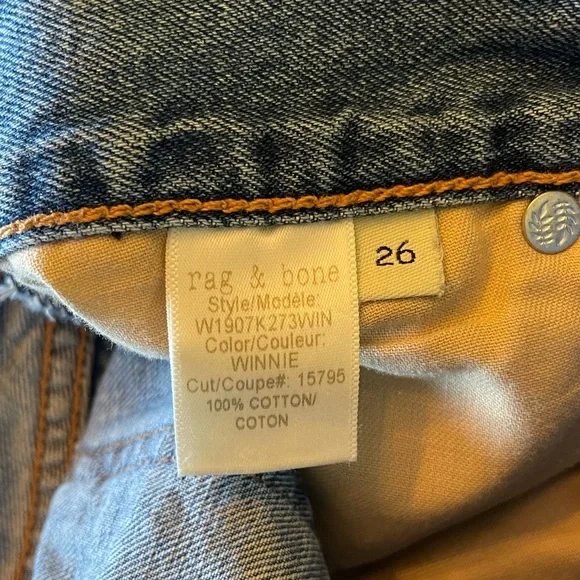 rag & bone
Style/Modèle:
W1907K273WIN
Color/Couleur:
WINNIE
Cut/Coupe#: 15795
100% COTTON/
COTON
26